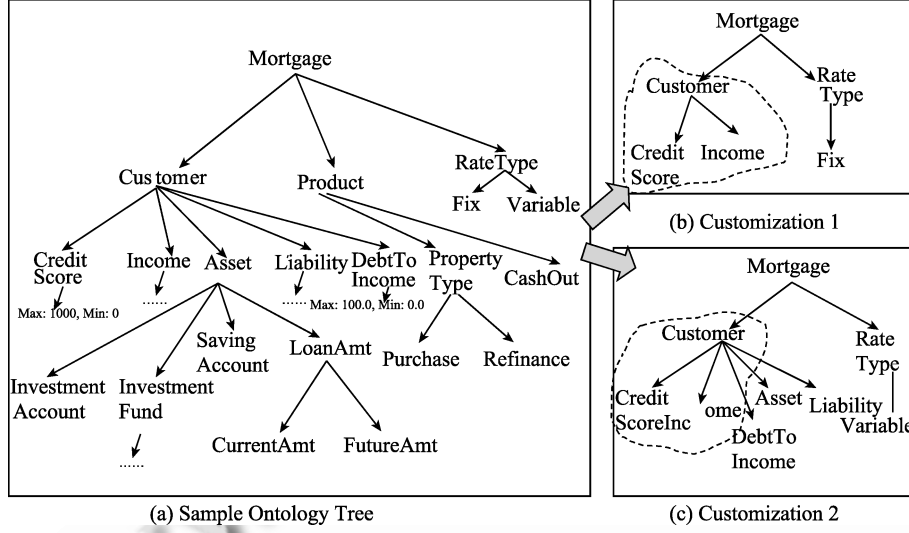 Mortgage
Customer
Product
RateType
Fix
Variable
Credit
Score
Income
Asset
Liability
DebtTo
Income
Property
Type
CashOut
Max: 1000, Min: 0
......
......
Max: 100.0, Min: 0.0
Saving
Account
LoanAmt
Purchase
Refinance
Investment
Account
Investment
Fund
CurrentAmt
FutureAmt
......
(a) Sample Ontology Tree
Mortgage
Customer
Rate
Type
Credit
Score
Income
Fix
(b) Customization 1
Mortgage
Customer
Rate
Type
Credit
ScoreInc
ome
Asset
Liability
Variable
DebtTo
Income
(c) Customization 2